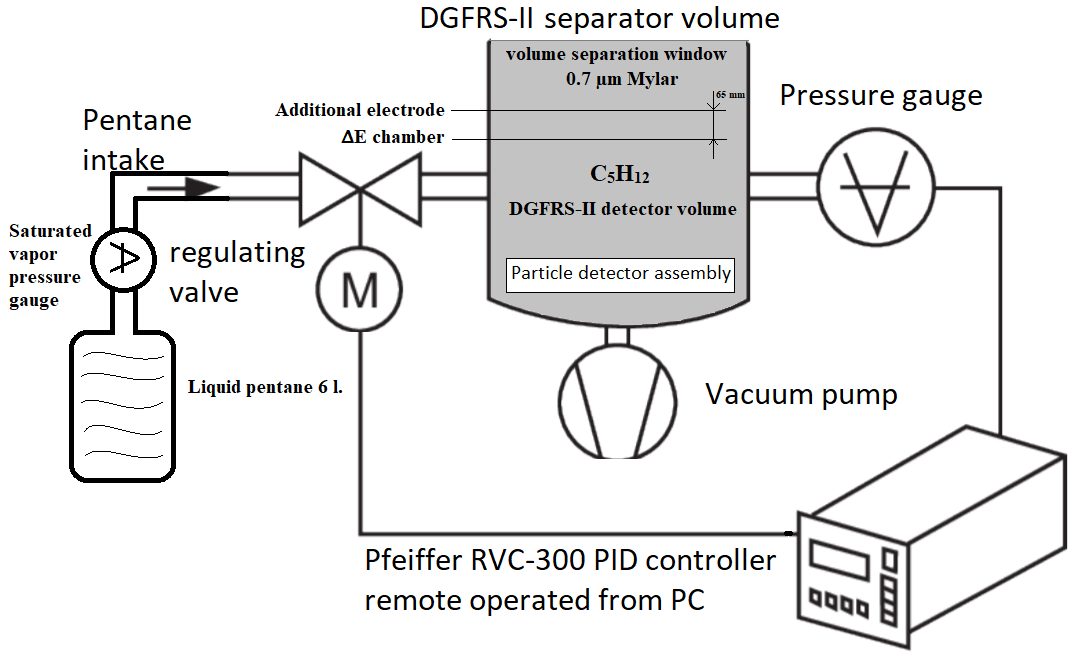 DGFRS-II separator volume
volume separation window
0.7 μm Mylar
65 mm
Additional electrode
ΔE chamber
Pressure gauge
Pentane
intake
C₅H₁₂
DGFRS-II detector volume
Saturated
vapor
pressure
gauge
A
regulating
valve
M
V
Particle detector assembly
Liquid pentane 6 l.
Vacuum pump
Pfeiffer RVC-300 PID controller
remote operated from PC